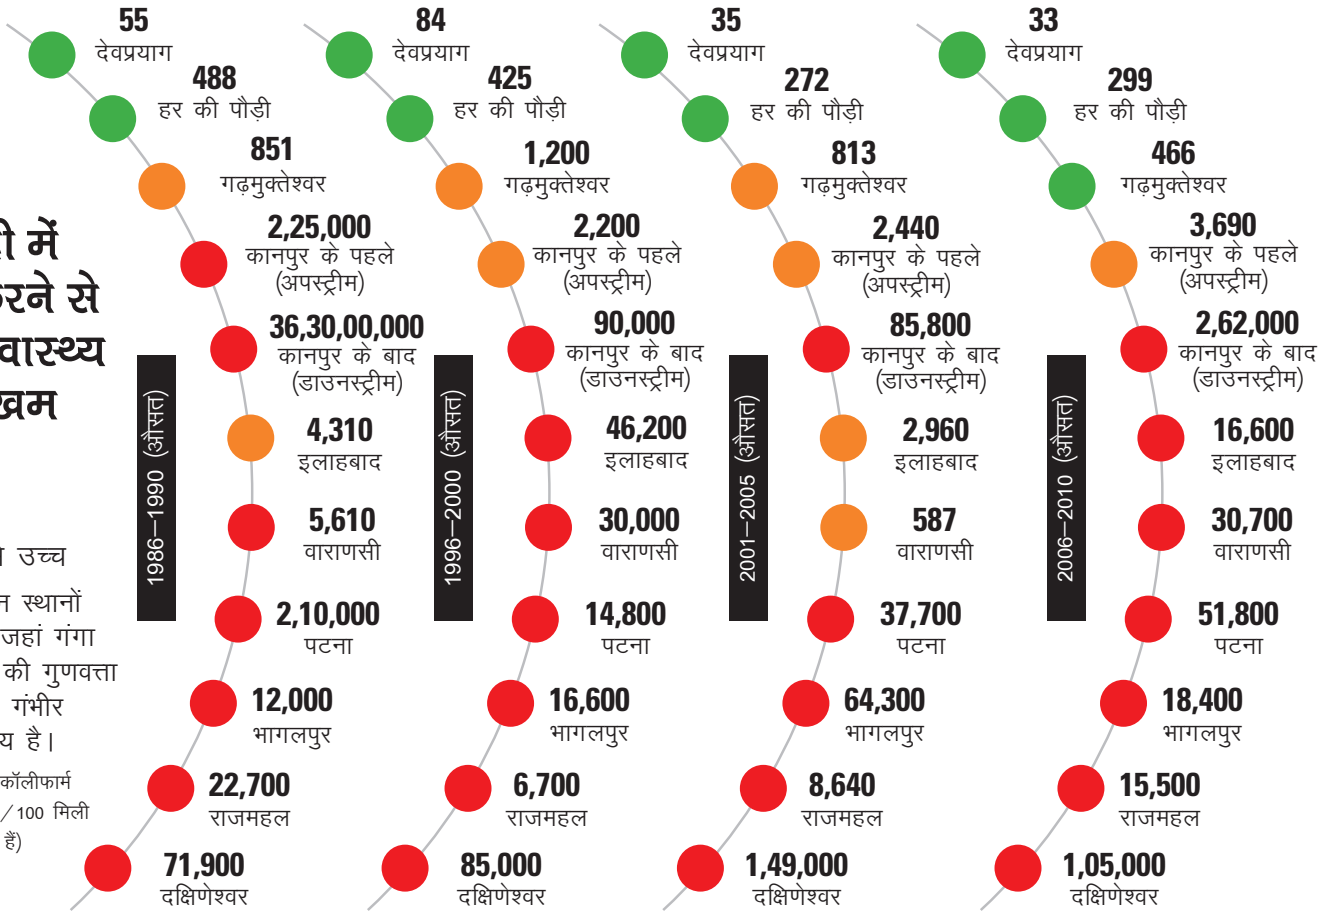 में
से
उच्च
स्थानों
जहां गंगा
की गुणवत्ता
गंभीर
है।
कॉलीफार्म
/100 मिली
हैं)
1986–1990 (औसत)
55
देवप्रयाग
488
हर की पौड़ी
851
गढ़मुक्तेश्वर
2,25,000
कानपुर के पहले
(अपस्ट्रीम)
36,30,00,000
कानपुर के बाद
(डाउनस्ट्रीम)
4,310
इलाहबाद
5,610
वाराणसी
2,10,000
पटना
12,000
भागलपुर
22,700
राजमहल
71,900
दक्षिणेश्वर
1996–2000 (औसत)
84
देवप्रयाग
425
हर की पौड़ी
1,200
गढ़मुक्तेश्वर
2,200
कानपुर के पहले
(अपस्ट्रीम)
90,000
कानपुर के बाद
(डाउनस्ट्रीम)
46,200
इलाहबाद
30,000
वाराणसी
14,800
पटना
16,600
भागलपुर
6,700
राजमहल
85,000
दक्षिणेश्वर
2001–2005 (औसत)
35
देवप्रयाग
272
हर की पौड़ी
813
गढ़मुक्तेश्वर
2,440
कानपुर के पहले
(अपस्ट्रीम)
85,800
कानपुर के बाद
(डाउनस्ट्रीम)
2,960
इलाहबाद
587
वाराणसी
37,700
पटना
64,300
भागलपुर
8,640
राजमहल
1,49,000
दक्षिणेश्वर
2006–2010 (औसत)
33
देवप्रयाग
299
हर की पौड़ी
466
गढ़मुक्तेश्वर
3,690
कानपुर के पहले
(अपस्ट्रीम)
2,62,000
कानपुर के बाद
(डाउनस्ट्रीम)
16,600
इलाहबाद
30,700
वाराणसी
51,800
पटना
18,400
भागलपुर
15,500
राजमहल
1,05,000
दक्षिणेश्वर